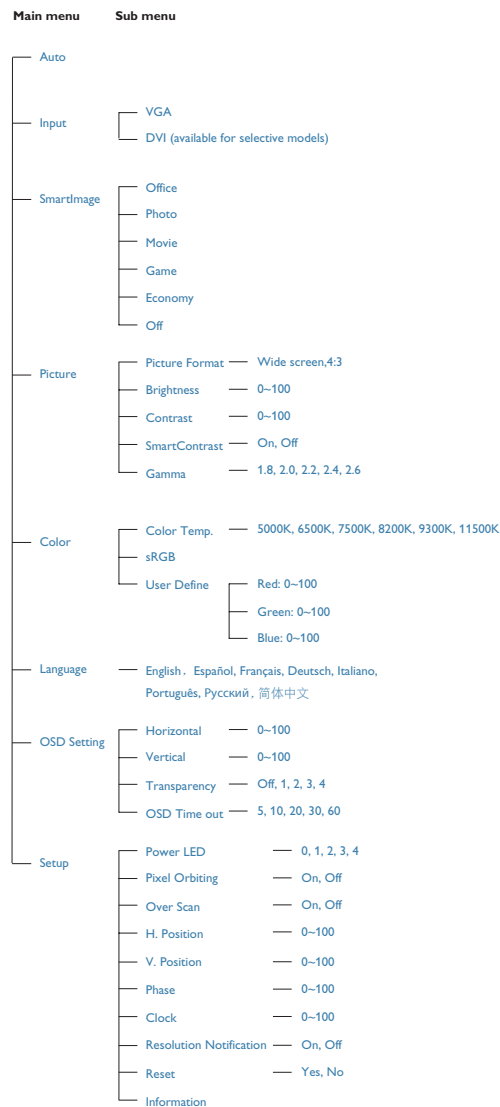 Main menu Sub menu
Auto
Input
VGA
DVI (available for selective models)
SmartImage
Office
Photo
Movie
Game
Economy
Off
Picture
Picture Format Wide screen,4:3
Brightness 0~100
Contrast 0~100
SmartContrast On, Off
Gamma 1.8, 2.0, 2.2, 2.4, 2.6
Color
Color Temp. 5000K, 6500K, 7500K, 8200K, 9300K, 11500K
sRGB
User Define Red: 0~100
Green: 0~100
Blue: 0~100
Language English，Español, Français, Deutsch, Italiano,
Português, Русский, 简体中文
OSD Setting
Horizontal 0~100
Vertical 0~100
Transparency Off, 1, 2, 3, 4
OSD Time out 5, 10, 20, 30, 60
Setup
Power LED 0, 1, 2, 3, 4
Pixel Orbiting On, Off
Over Scan On, Off
H. Position 0~100
V. Position 0~100
Phase 0~100
Clock 0~100
Resolution Notification On, Off
Reset Yes, No
Information